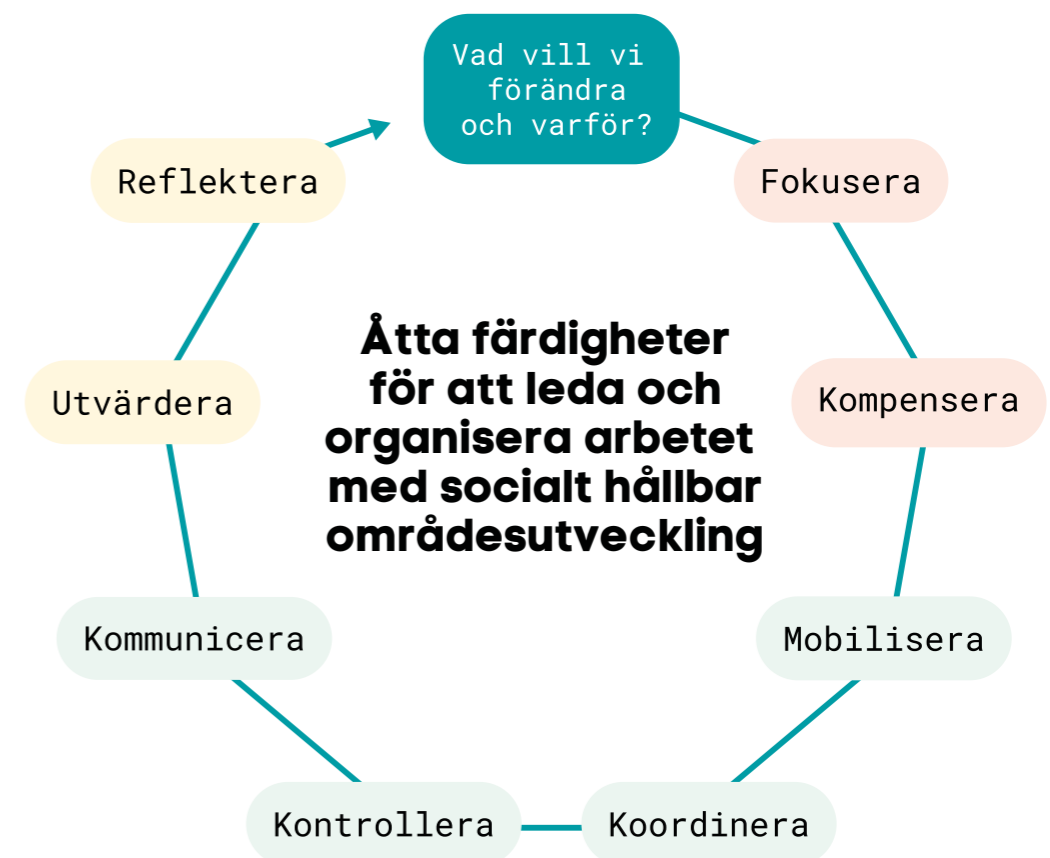 Vad vill vi
förändra
och varför?
Fokusera
Kompensera
Mobilisera
Koordinera
Kontrollera
Kommunicera
Utvärdera
Reflektera
Åtta färdigheter
för att leda och
organisera arbetet
med socialt hållbar
områdesutveckling